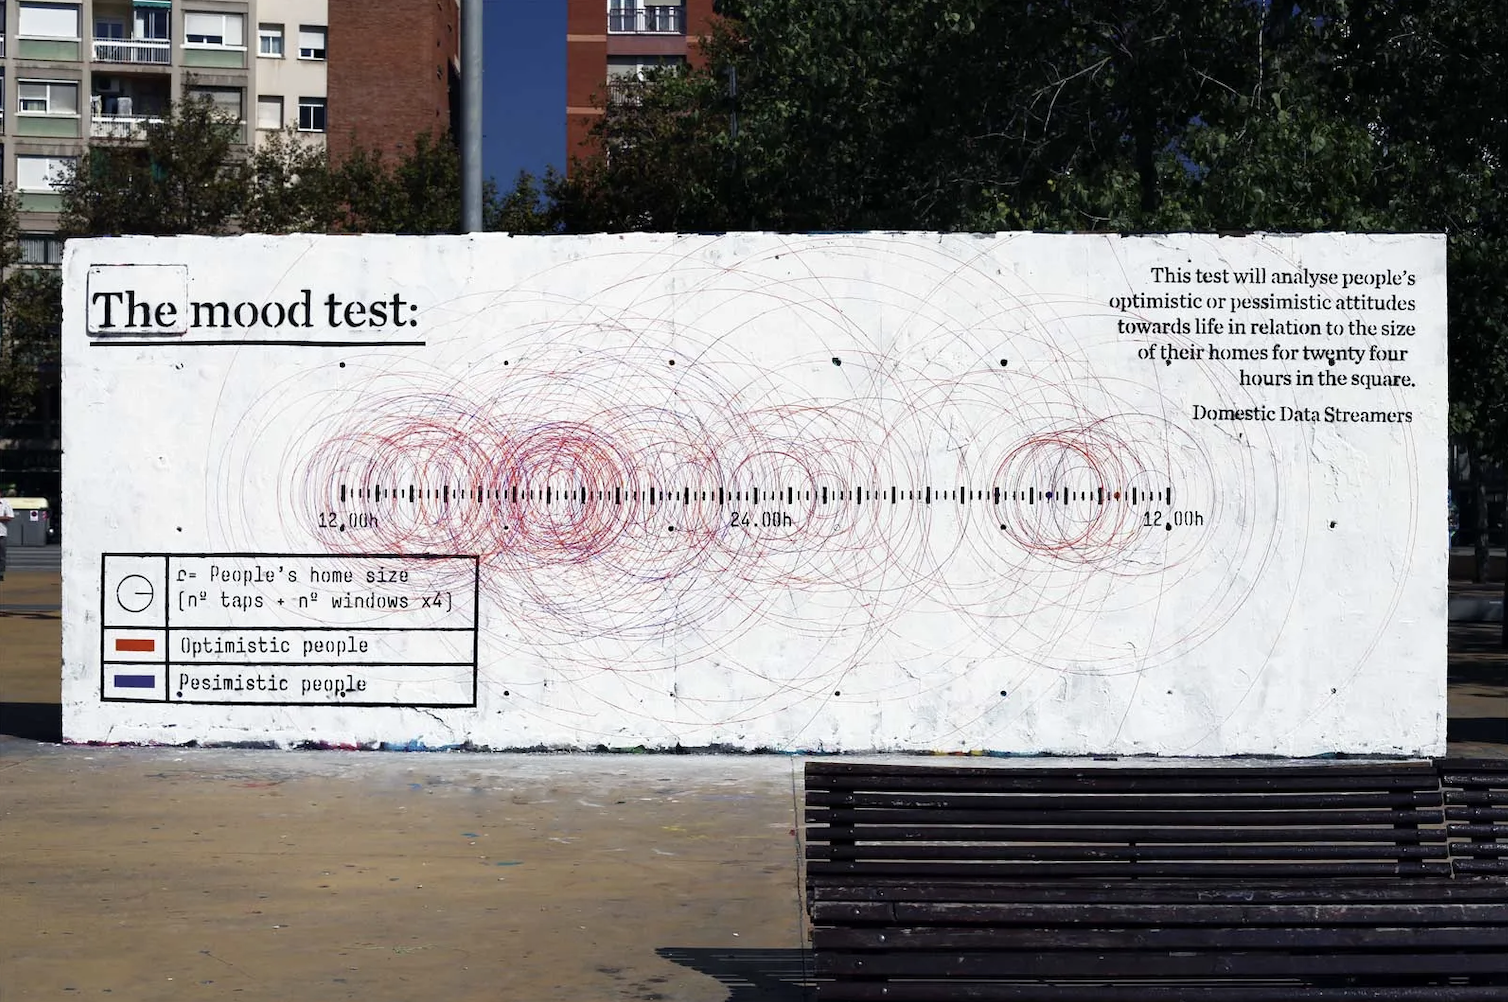 The mood test:
This test will analyse people's
optimistic or pessimistic attitudes
towards life in relation to the size
of their homes for twenty four
hours in the square.
Domestic Data Streamers
12.00h
24.00h
12.00h
r= People's home size
(nº taps + nº windows x4)
Optimistic people
Pesimistic people